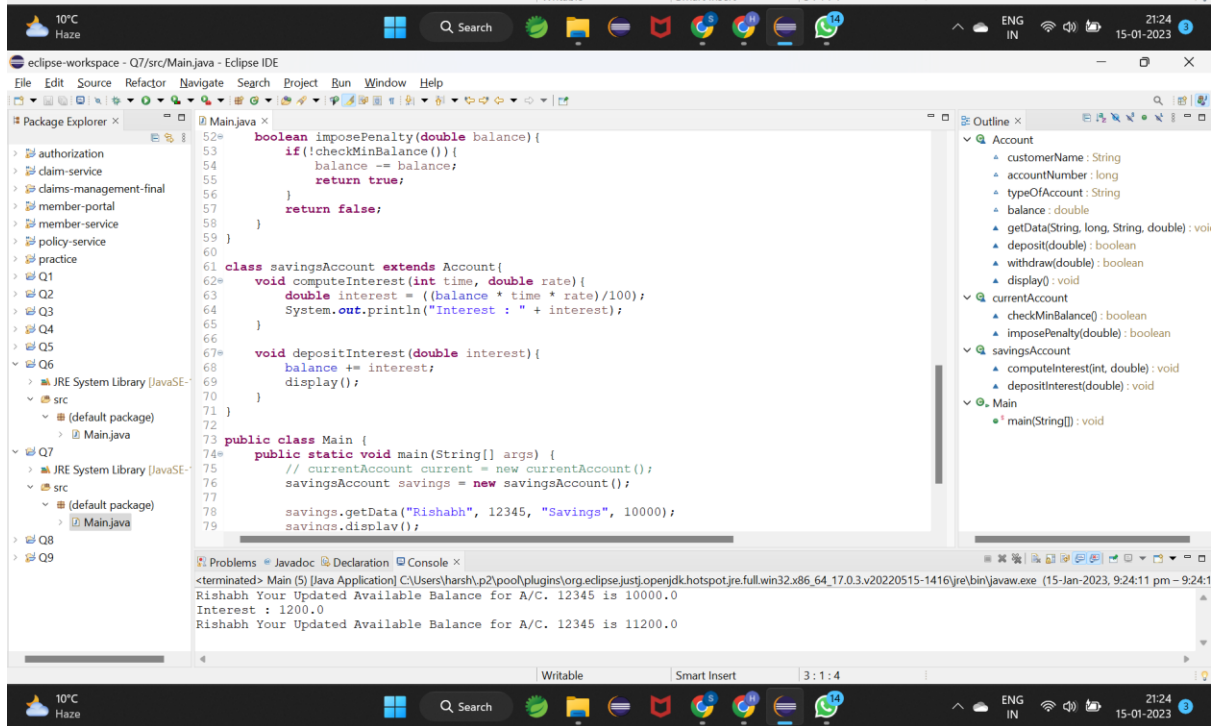 10°C
Haze
Search
14
ENG
IN
21:24
15-01-2023
3
eclipse-workspace - Q7/src/Main.java - Eclipse IDE
File Edit Source Refactor Navigate Search Project Run Window Help
Package Explorer
authorization
claim-service
claims-management-final
member-portal
member-service
policy-service
practice
Q1
Q2
Q3
Q4
Q5
Q6
JRE System Library [JavaSE-
src
(default package)
Main.java
Q7
JRE System Library [JavaSE-
src
(default package)
Main.java
Q8
Q9
Main.java
52 boolean imposePenalty(double balance){
53 if(!checkMinBalance()){
54 balance -= balance;
55 return true;
56 }
57 return false;
58 }
59 }
60
61 class savingsAccount extends Account{
62 void computeInterest(int time, double rate){
63 double interest = ((balance * time * rate)/100);
64 System.out.println("Interest : " + interest);
65 }
66
67 void depositInterest(double interest){
68 balance += interest;
69 display();
70 }
71 }
72
73 public class Main {
74 public static void main(String[] args) {
75 // currentAccount current = new currentAccount();
76 savingsAccount savings = new savingsAccount();
77
78 savings.getData("Rishabh", 12345, "Savings", 10000);
79 savings.display();
Outline
Account
customerName : String
accountNumber : long
typeOfAccount : String
balance : double
getData(String, long, String, double) : voi
deposit(double) : boolean
withdraw(double) : boolean
display() : void
currentAccount
checkMinBalance() : boolean
imposePenalty(double) : boolean
savingsAccount
computeInterest(int, double) : void
depositInterest(double) : void
Main
main(String[]) : void
Problems Javadoc Declaration Console
<terminated> Main (5) [Java Application] C:\Users\harsh\.p2\pool\plugins\org.eclipse.justj.openjdk.hotspot.jre.full.win32.x86_64_17.0.3.v20220515-1416\jre\bin\javaw.exe (15-Jan-2023, 9:24:11 pm – 9:24:1
Rishabh Your Updated Available Balance for A/C. 12345 is 10000.0
Interest : 1200.0
Rishabh Your Updated Available Balance for A/C. 12345 is 11200.0
Writable Smart Insert 3 : 1 : 4
10°C
Haze
Search
14
ENG
IN
21:24
15-01-2023
3